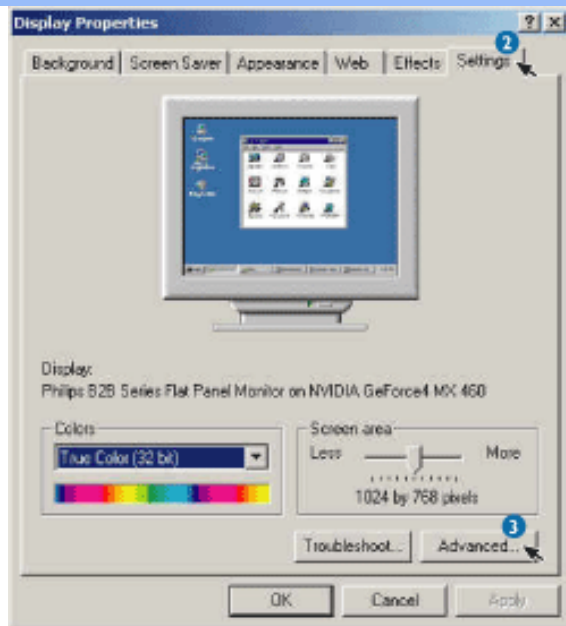 Display Properties
2
Background Screen Saver Appearance Web Effects Settings
Display:
Philips B2B Series Flat Panel Monitor on NVIDIA GeForce4 MX 460
Colors
True Color (32 bit)
Screen area
Less More
1024 by 768 pixels
3
Troubleshoot... Advanced...
OK Cancel Apply